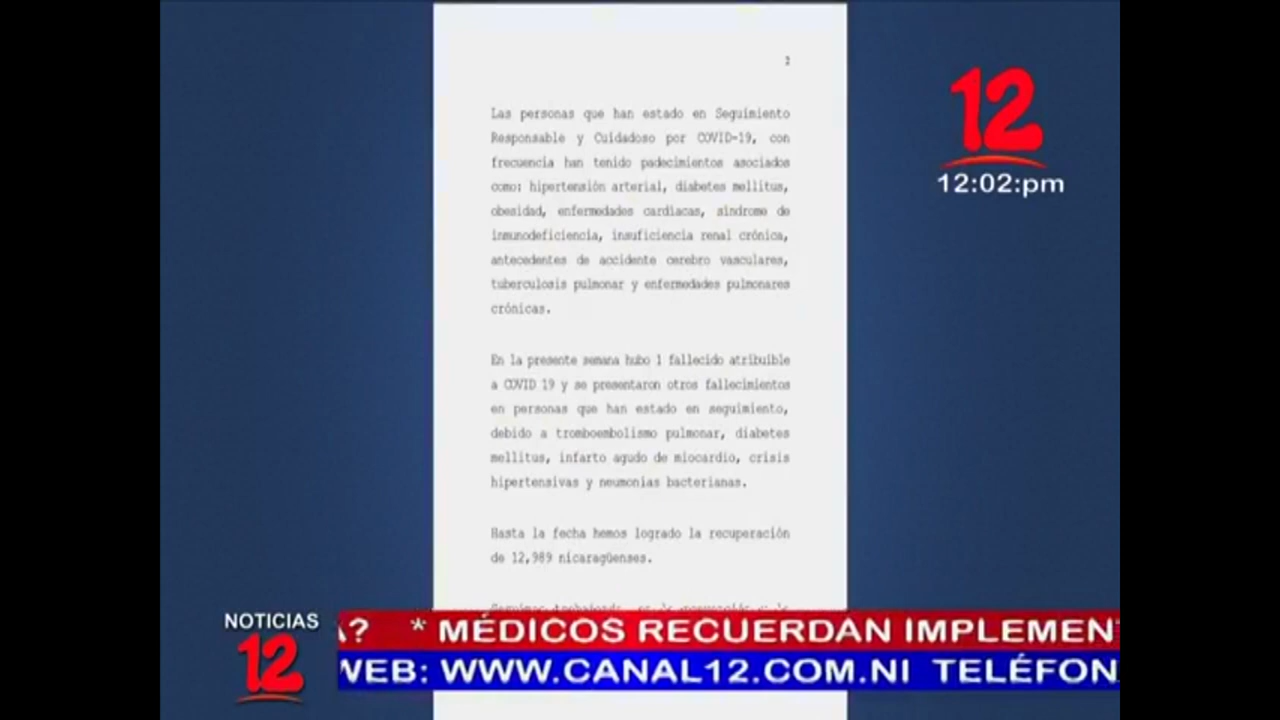 2
Las personas que han estado en Seguimiento
Responsable y Cuidadoso por COVID-19, con
frecuencia han tenido padecimientos asociados
como: hipertensión arterial, diabetes mellitus,
obesidad, enfermedades cardíacas, síndrome de
inmunodeficiencia, insuficiencia renal crónica,
antecedentes de accidente cerebro vasculares,
tuberculosis pulmonar y enfermedades pulmonares
crónicas.
En la presente semana hubo 1 fallecido atribuible
a COVID 19 y se presentaron otros fallecimientos
en personas que han estado en seguimiento,
debido a tromboembolismo pulmonar, diabetes
mellitus, infarto agudo de miocardio, crisis
hipertensivas y neumonías bacterianas.
Hasta la fecha hemos logrado la recuperación
de 12,989 nicaragüenses.
12
12:02:pm
NOTICIAS
12
? * MÉDICOS RECUERDAN IMPLEMEN
WEB: WWW.CANAL12.COM.NI TELÉFON